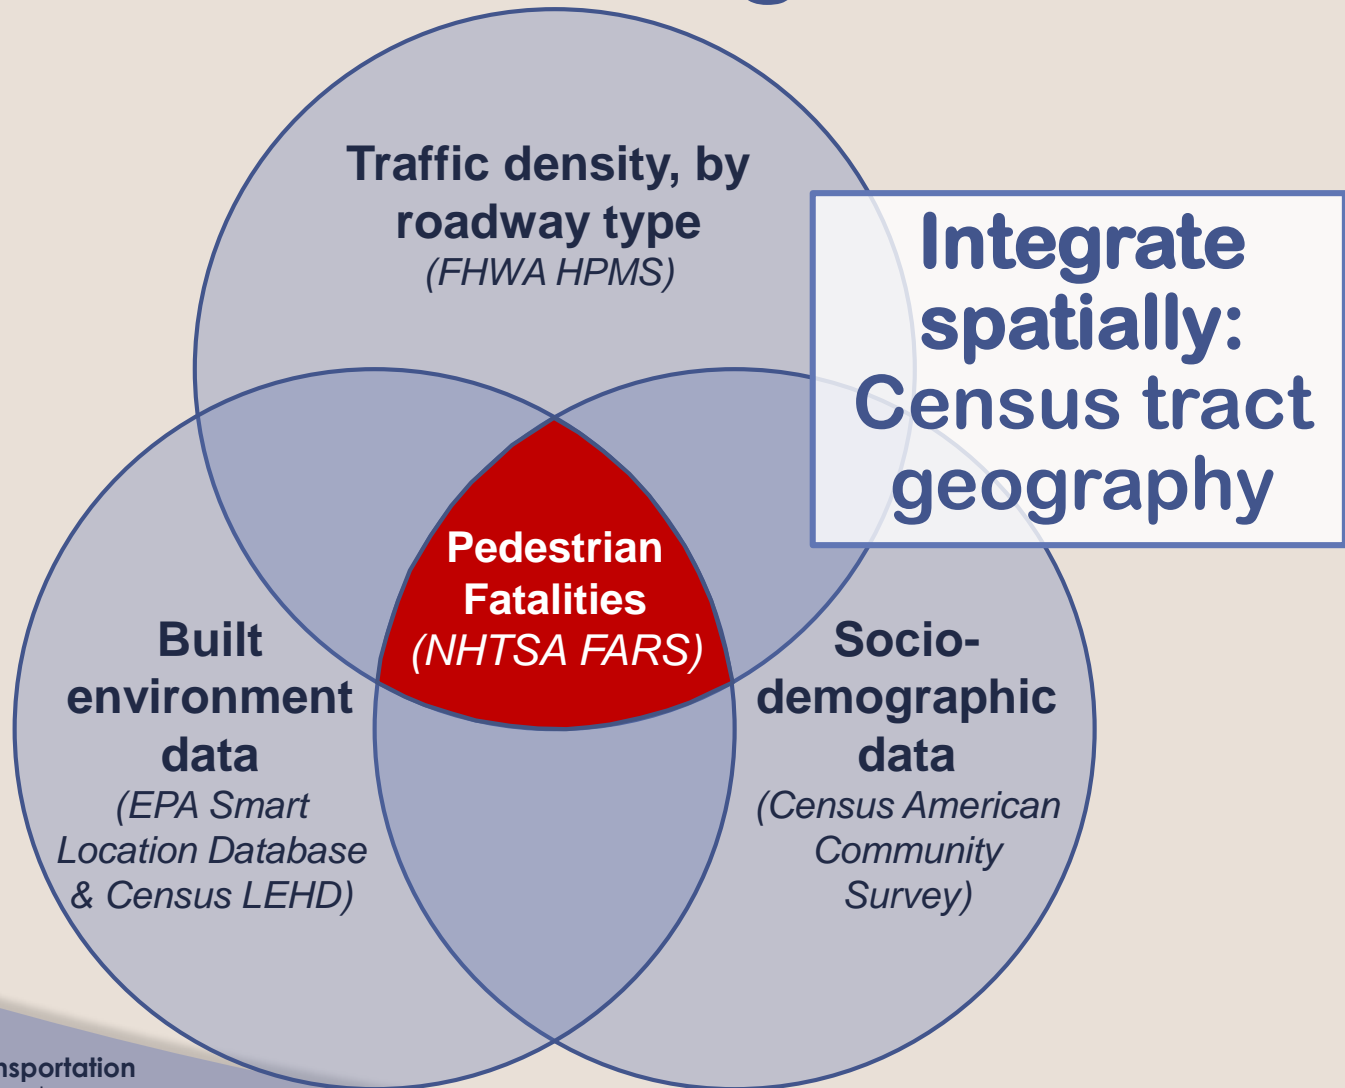 Traffic density, by
roadway type
(FHWA HPMS)
Integrate
spatially:
Census tract
geography
Pedestrian
Fatalities
(NHTSA FARS)
Built
environment
data
(EPA Smart
Location Database
& Census LEHD)
Socio-
demographic
data
(Census American
Community
Survey)